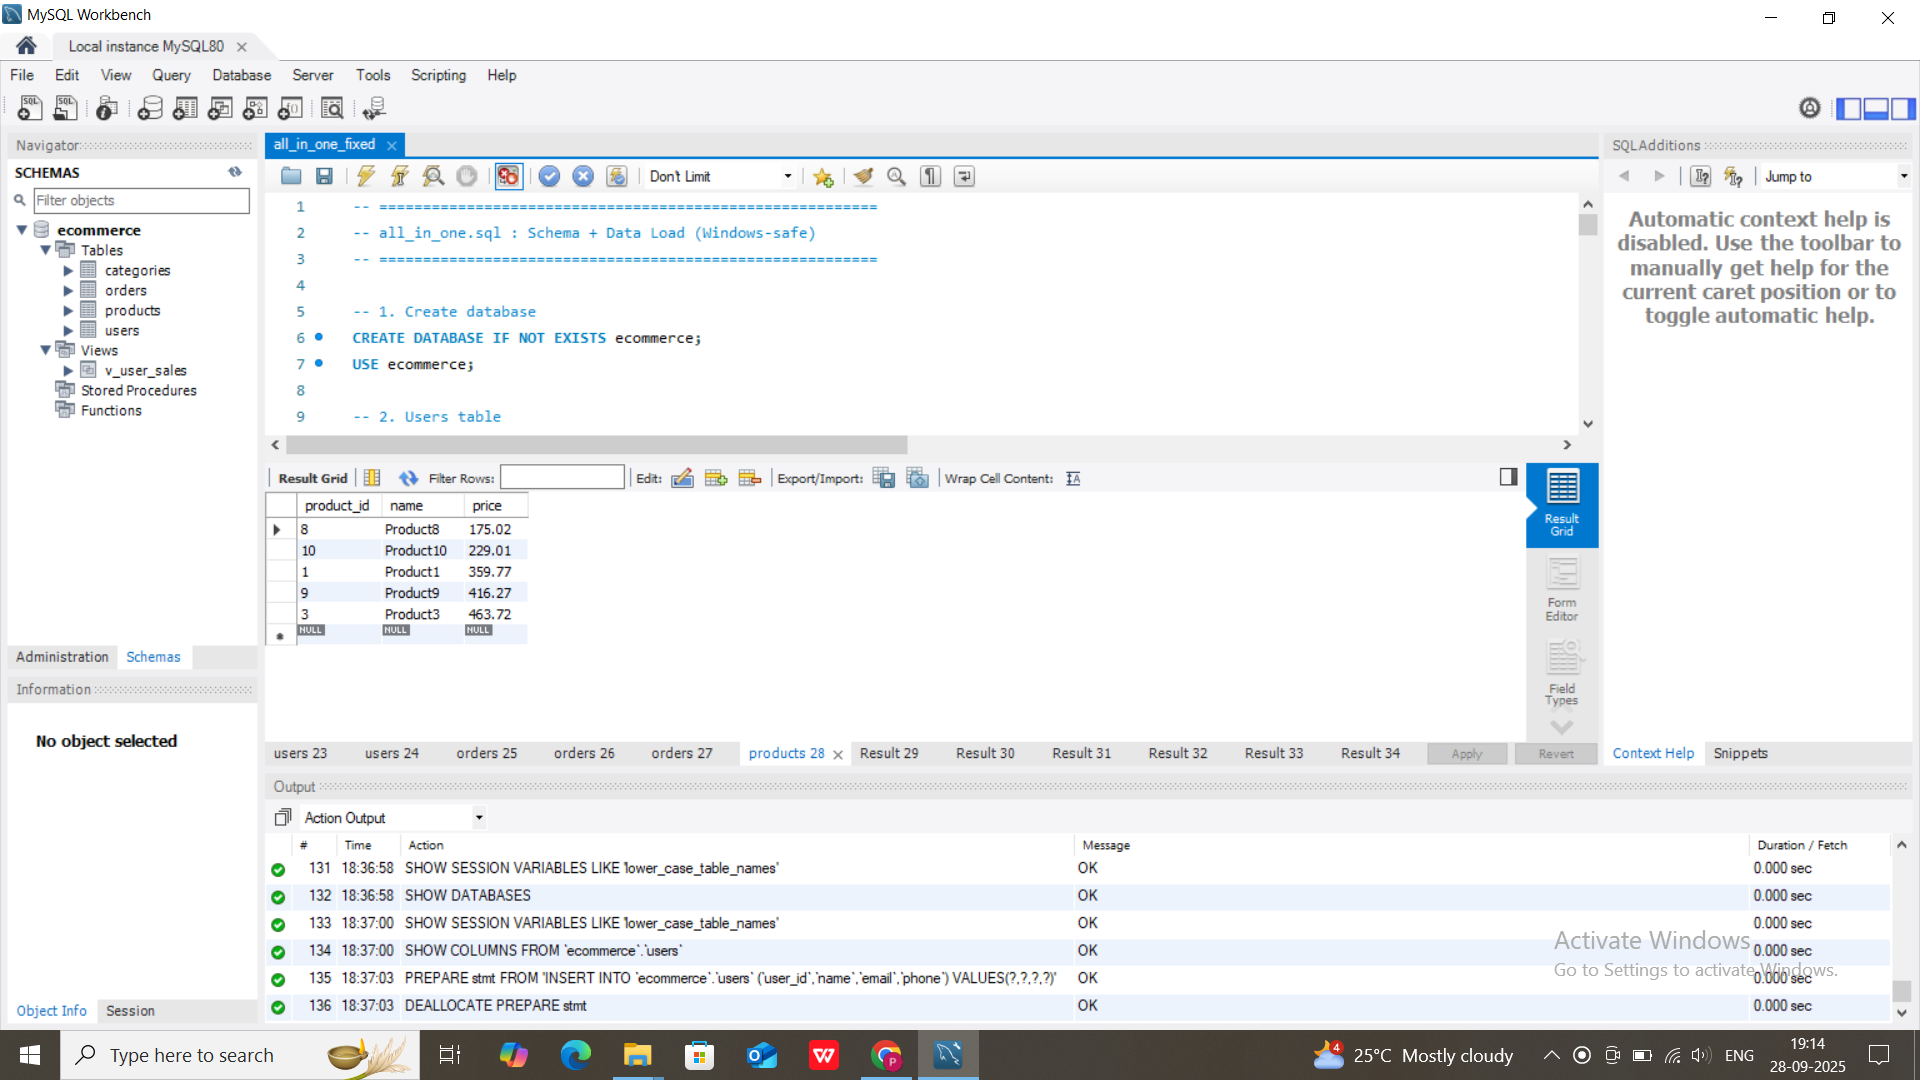 MySQL Workbench
Local instance MySQL80
File Edit View Query Database Server Tools Scripting Help
Navigator
SCHEMAS
Filter objects
ecommerce
Tables
categories
orders
products
users
Views
v_user_sales
Stored Procedures
Functions
Administration Schemas
Information
No object selected
Object Info Session
all_in_one_fixed
Don't Limit
1 -- =========================================================
2 -- all_in_one.sql : Schema + Data Load (Windows-safe)
3 -- =========================================================
4
5 -- 1. Create database
6 CREATE DATABASE IF NOT EXISTS ecommerce;
7 USE ecommerce;
8
9 -- 2. Users table
Result Grid Filter Rows: Edit: Export/Import: Wrap Cell Content:
product_id name price
8 Product8 175.02
10 Product10 229.01
1 Product1 359.77
9 Product9 416.27
3 Product3 463.72
NULL NULL NULL
Result
Grid
Form
Editor
Field
Types
users 23 users 24 orders 25 orders 26 orders 27 products 28 Result 29 Result 30 Result 31 Result 32 Result 33 Result 34 Apply Revert
SQLAdditions
Jump to
Automatic context help is
disabled. Use the toolbar to
manually get help for the
current caret position or to
toggle automatic help.
Context Help Snippets
Output
Action Output
# Time Action Message Duration / Fetch
131 18:36:58 SHOW SESSION VARIABLES LIKE 'lower_case_table_names' OK 0.000 sec
132 18:36:58 SHOW DATABASES OK 0.000 sec
133 18:37:00 SHOW SESSION VARIABLES LIKE 'lower_case_table_names' OK 0.000 sec
134 18:37:00 SHOW COLUMNS FROM `ecommerce`.`users` OK 0.000 sec
135 18:37:03 PREPARE stmt FROM 'INSERT INTO `ecommerce`.`users` (`user_id`,`name`,`email`,`phone`) VALUES(?,?,?,?)' OK 0.000 sec
136 18:37:03 DEALLOCATE PREPARE stmt OK 0.000 sec
Activate Windows
Go to Settings to activate Windows.
Type here to search
4
25°C Mostly cloudy
ENG
19:14
28-09-2025